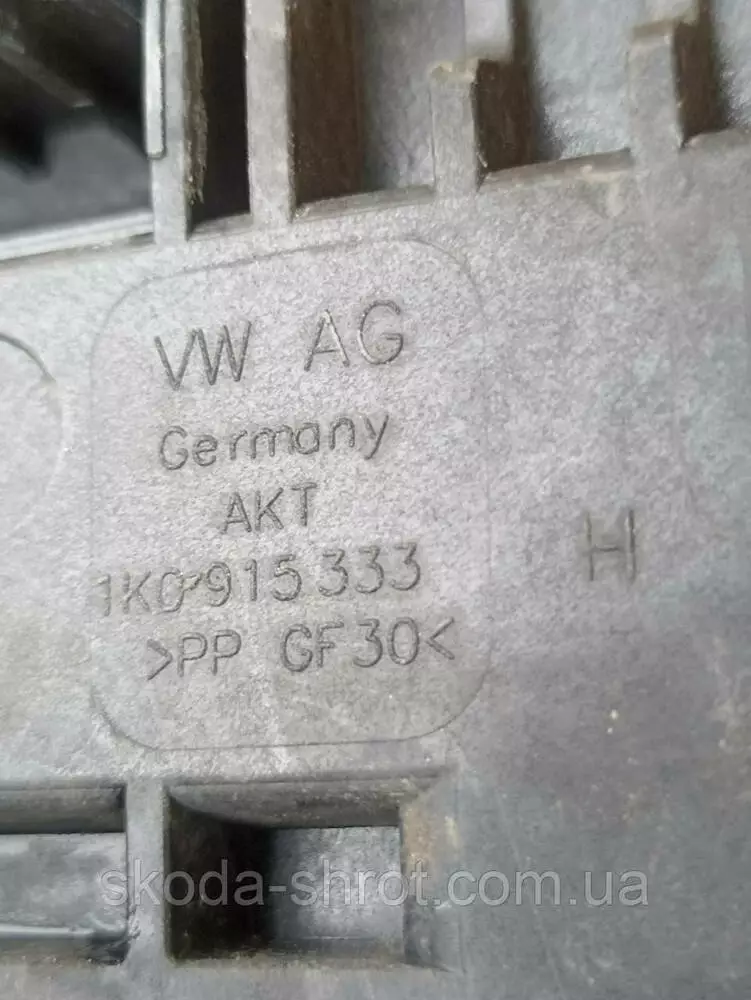 VW AG
Germany
AKT
1K0 915 333
H
>PP GF30<
skoda-shrot.com.ua